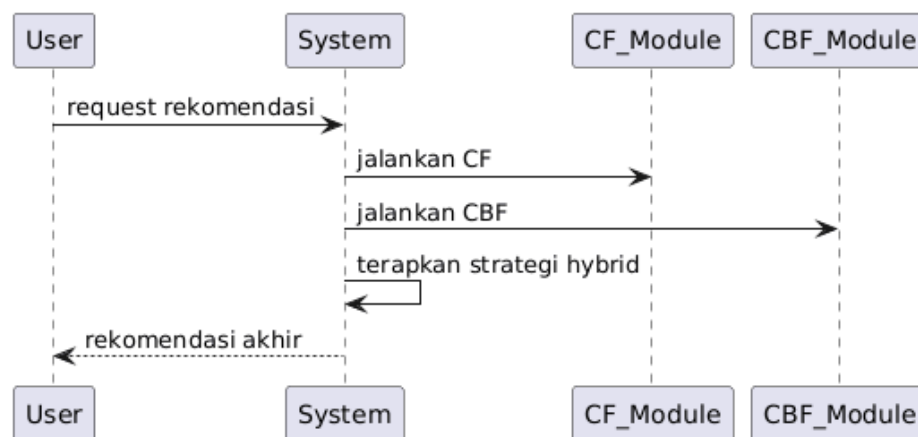 User System CF_Module CBF_Module
request rekomendasi
jalankan CF
jalankan CBF
terapkan strategi hybrid
rekomendasi akhir
User System CF_Module CBF_Module